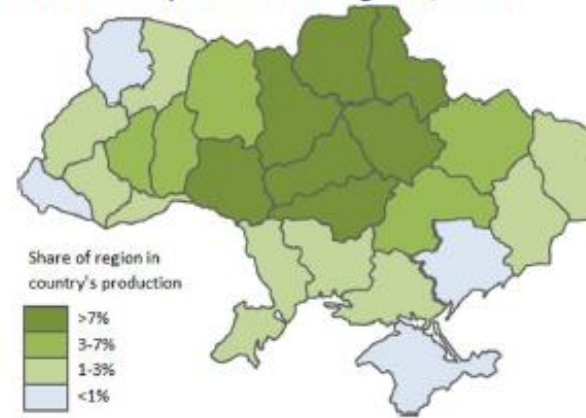 Share of region in
country's production
>7%
3-7%
1-3%
<1%